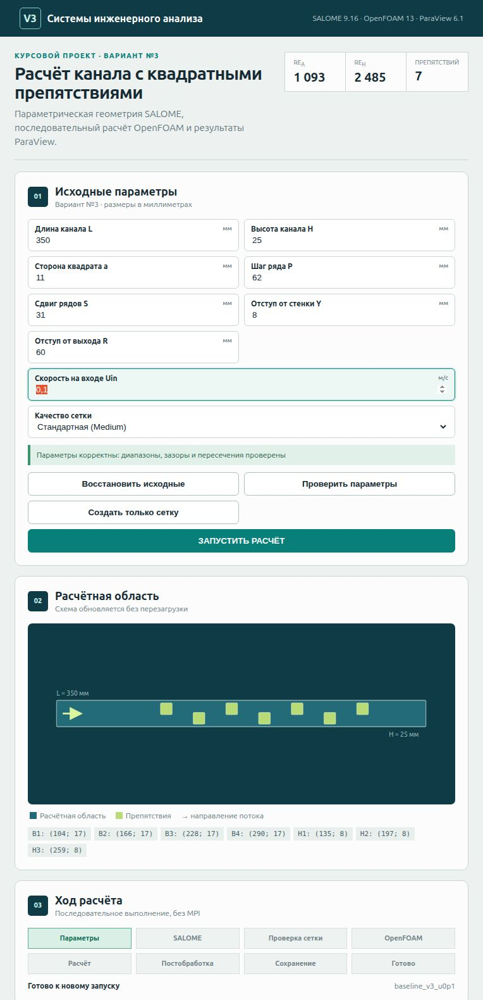 V3 Системы инженерного анализа
SALOME 9.16 · OpenFOAM 13 · ParaView 6.1
КУРСОВОЙ ПРОЕКТ · ВАРИАНТ №3
Расчёт канала с квадратными
препятствиями
Параметрическая геометрия SALOME,
последовательный расчёт OpenFOAM и результаты
ParaView.
REA
1 093
REH
2 485
ПРЕПЯТСТВИЙ
7
01
Исходные параметры
Вариант №3 · размеры в миллиметрах
Длина канала L мм
350
Высота канала H мм
25
Сторона квадрата a мм
11
Шаг ряда P мм
62
Сдвиг рядов S мм
31
Отступ от стенки Y мм
8
Отступ от выхода R мм
60
Скорость на входе Uin м/с
0,1
Качество сетки
Стандартная (Medium)
Параметры корректны: диапазоны, зазоры и пересечения проверены
Восстановить исходные
Проверить параметры
Создать только сетку
ЗАПУСТИТЬ РАСЧЁТ
02
Расчётная область
Схема обновляется без перезагрузки
L = 350 мм
H = 25 мм
Расчётная область
Препятствия
→ направление потока
B1: (104; 17)
B2: (166; 17)
B3: (228; 17)
B4: (290; 17)
H1: (135; 8)
H2: (197; 8)
H3: (259; 8)
03
Ход расчёта
Последовательное выполнение, без MPI
Параметры
SALOME
Проверка сетки
OpenFOAM
Расчёт
Постобработка
Сохранение
Готово
Готово к новому запуску
baseline_v3_u0p1